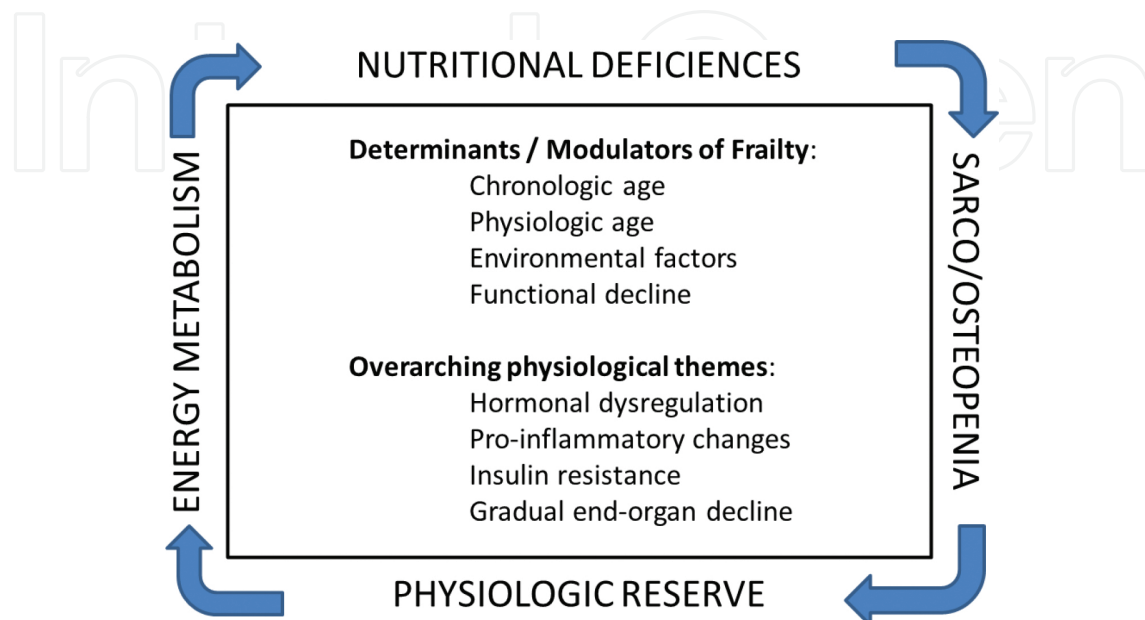 NUTRITIONAL DEFICIENCES
Determinants / Modulators of Frailty:
Chronologic age
Physiologic age
Environmental factors
Functional decline
Overarching physiological themes:
Hormonal dysregulation
Pro-inflammatory changes
Insulin resistance
Gradual end-organ decline
SARCO/OSTEOPENIA
PHYSIOLOGIC RESERVE
ENERGY METABOLISM